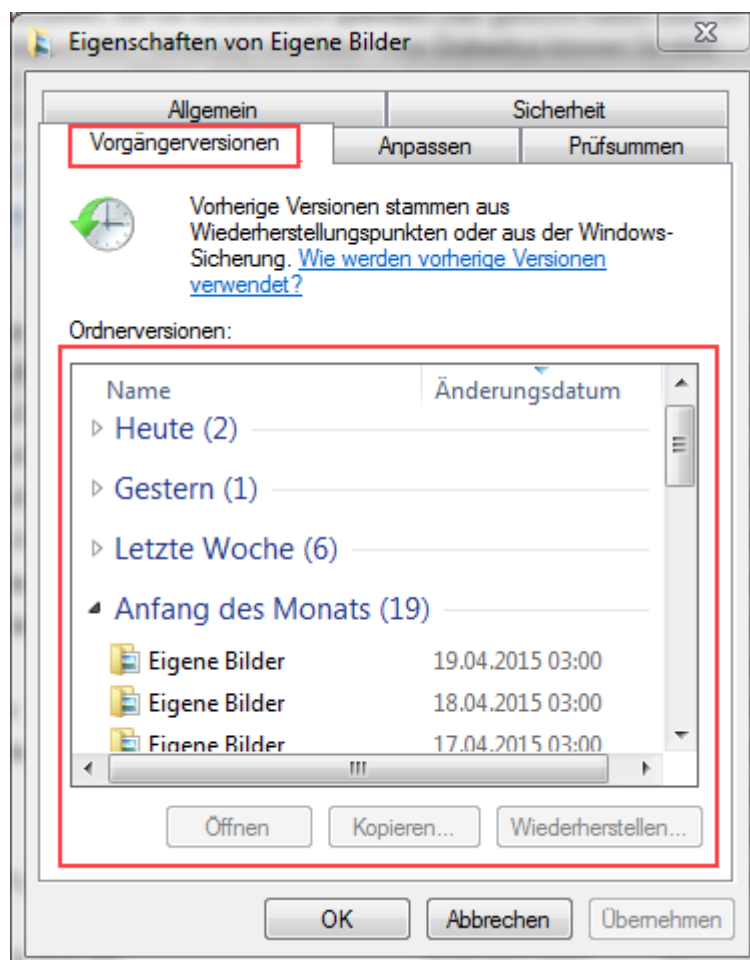 Eigenschaften von Eigene Bilder
Allgemein
Sicherheit
Vorgängerversionen
Anpassen
Prüfsummen
Vorherige Versionen stammen aus
Wiederherstellungspunkten oder aus der Windows-
Sicherung. Wie werden vorherige Versionen
verwendet?
Ordnerversionen:
Name
Änderungsdatum
Heute (2)
Gestern (1)
Letzte Woche (6)
Anfang des Monats (19)
Eigene Bilder 19.04.2015 03:00
Eigene Bilder 18.04.2015 03:00
Eigene Bilder 17.04.2015 03:00
Öffnen
Kopieren...
Wiederherstellen...
OK
Abbrechen
Übernehmen